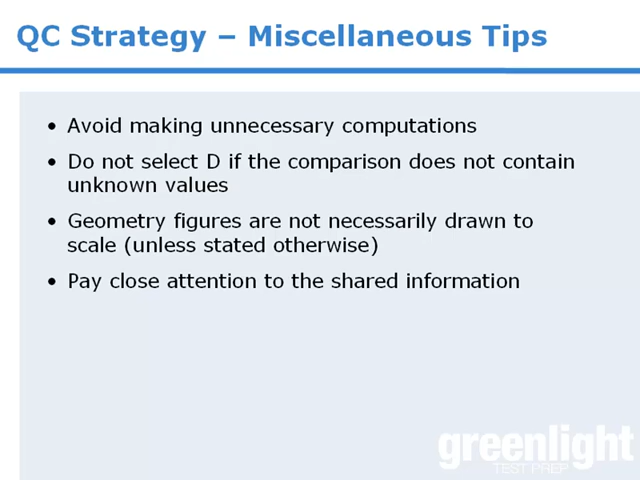 QC Strategy – Miscellaneous Tips
• Avoid making unnecessary computations
• Do not select D if the comparison does not contain
unknown values
• Geometry figures are not necessarily drawn to
scale (unless stated otherwise)
• Pay close attention to the shared information
greenlight
TEST PREP